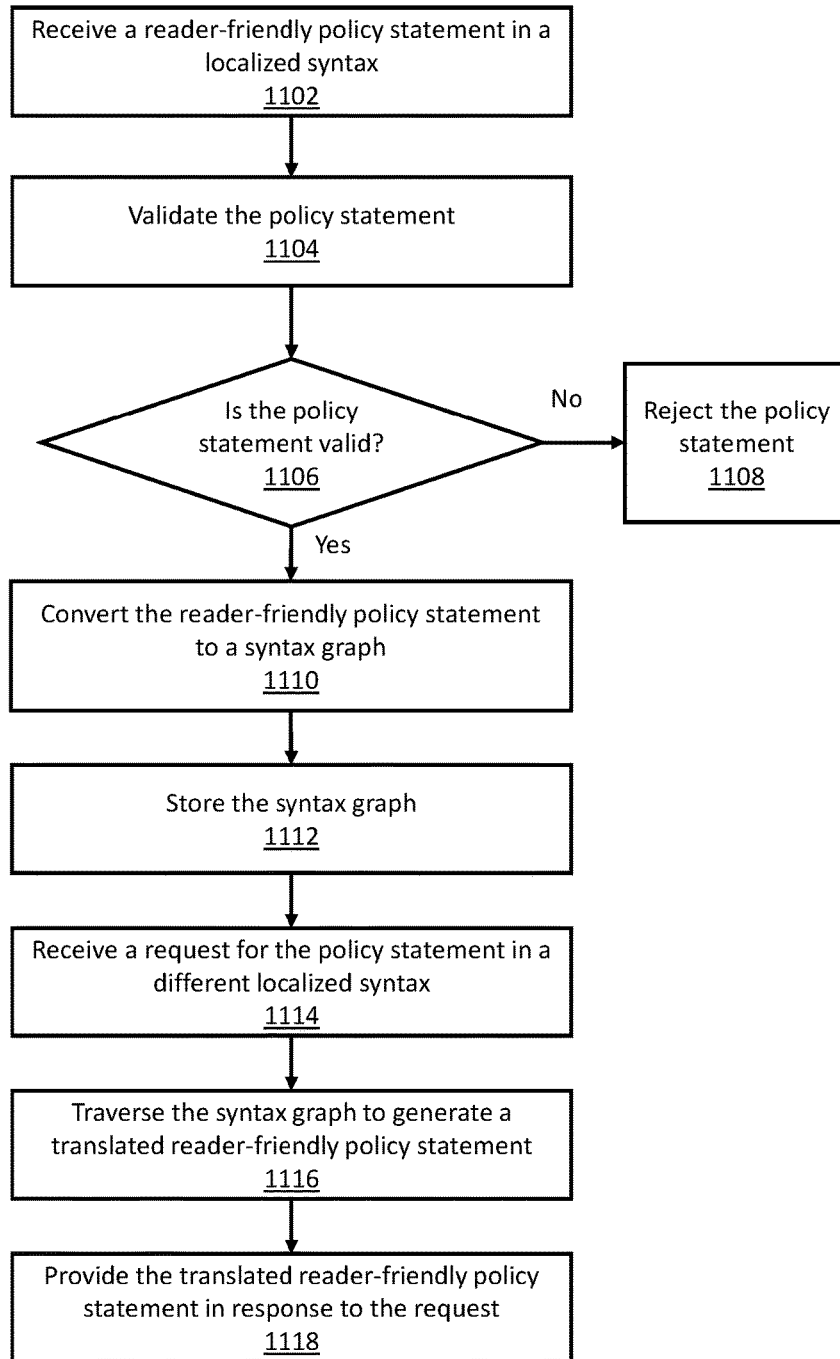 Receive a reader-friendly policy statement in a
localized syntax
1102
Validate the policy statement
1104
Is the policy
statement valid?
1106
No
Reject the policy
statement
1108
Yes
Convert the reader-friendly policy statement
to a syntax graph
1110
Store the syntax graph
1112
Receive a request for the policy statement in a
different localized syntax
1114
Traverse the syntax graph to generate a
translated reader-friendly policy statement
1116
Provide the translated reader-friendly policy
statement in response to the request
1118